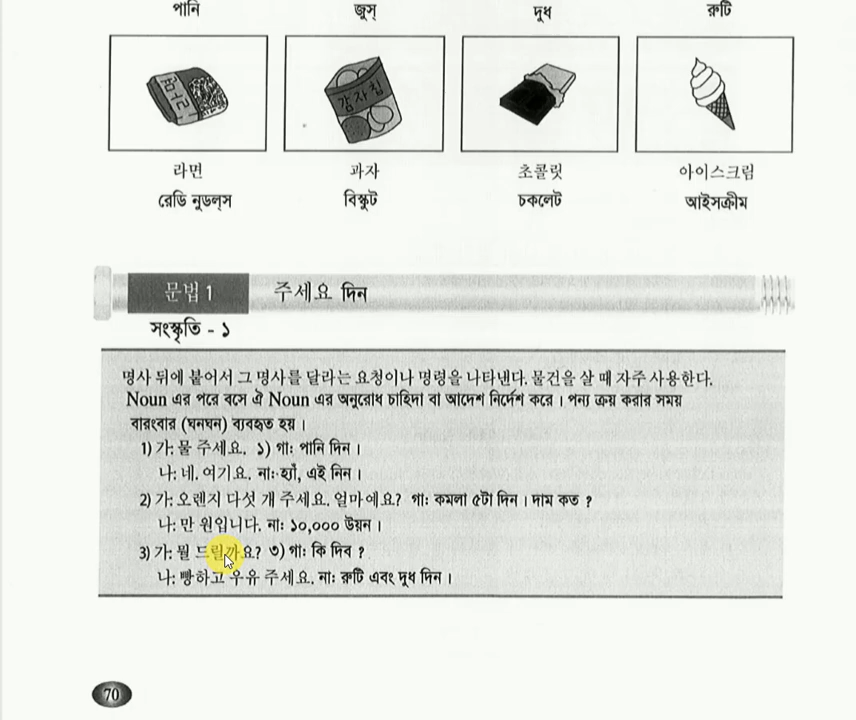 পানি জুস্ দুধ রুটি
감자칩
라면 과자 초콜릿 아이스크림
রেডি নুডল্স বিস্কুট চকলেট আইসক্রীম
문법 1 주세요 দিন
সংস্কৃতি - ১
명사 뒤에 붙어서 그 명사를 달라는 요청이나 명령을 나타낸다. 물건을 살 때 자주 사용한다.
Noun এর পরে বসে ঐ Noun এর অনুরোধ চাহিদা বা আদেশ নির্দেশ করে । পন্য ক্রয় করার সময়
বারংবার (ঘনঘন) ব্যবহৃত হয় ।
1) 가: 물 주세요. ১) গাঃ পানি দিন ।
나: 네. 여기요. নাঃ হ্যাঁ, এই নিন ।
2) 가: 오렌지 다섯 개 주세요. 얼마예요? গাঃ কমলা ৫টা দিন । দাম কত ?
나: 만 원입니다. নাঃ ১০,০০০ উয়ন ।
3) 가: 뭘 드릴까요? ৩) গাঃ কি দিব ?
나: 빵하고 우유 주세요. নাঃ রুটি এবং দুধ দিন ।
70